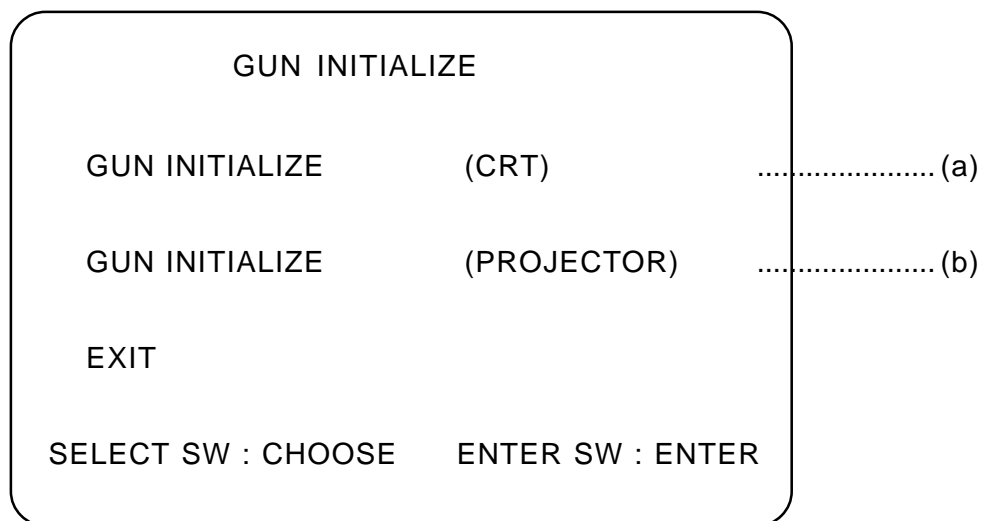 GUN INITIALIZE
GUN INITIALIZE (CRT) ...................... (a)
GUN INITIALIZE (PROJECTOR) ...................... (b)
EXIT
SELECT SW : CHOOSE ENTER SW : ENTER